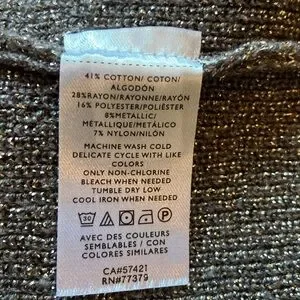 41% COTTON/ COTON/
ALGODÓN
28%RAYON/RAYONNE/RAYÓN
16% POLYESTER/POLIÉSTER
8%METALLIC/
MÉTALLIQUE/METÁLICO
7% NYLON/NILÓN
MACHINE WASH COLD
DELICATE CYCLE WITH LIKE
COLORS
ONLY NON-CHLORINE
BLEACH WHEN NEEDED
TUMBLE DRY LOW
COOL IRON WHEN NEEDED
30
AVEC DES COULEURS
SEMBLABLES / CON
COLORES SIMILARES
CA#57421
RN#77379